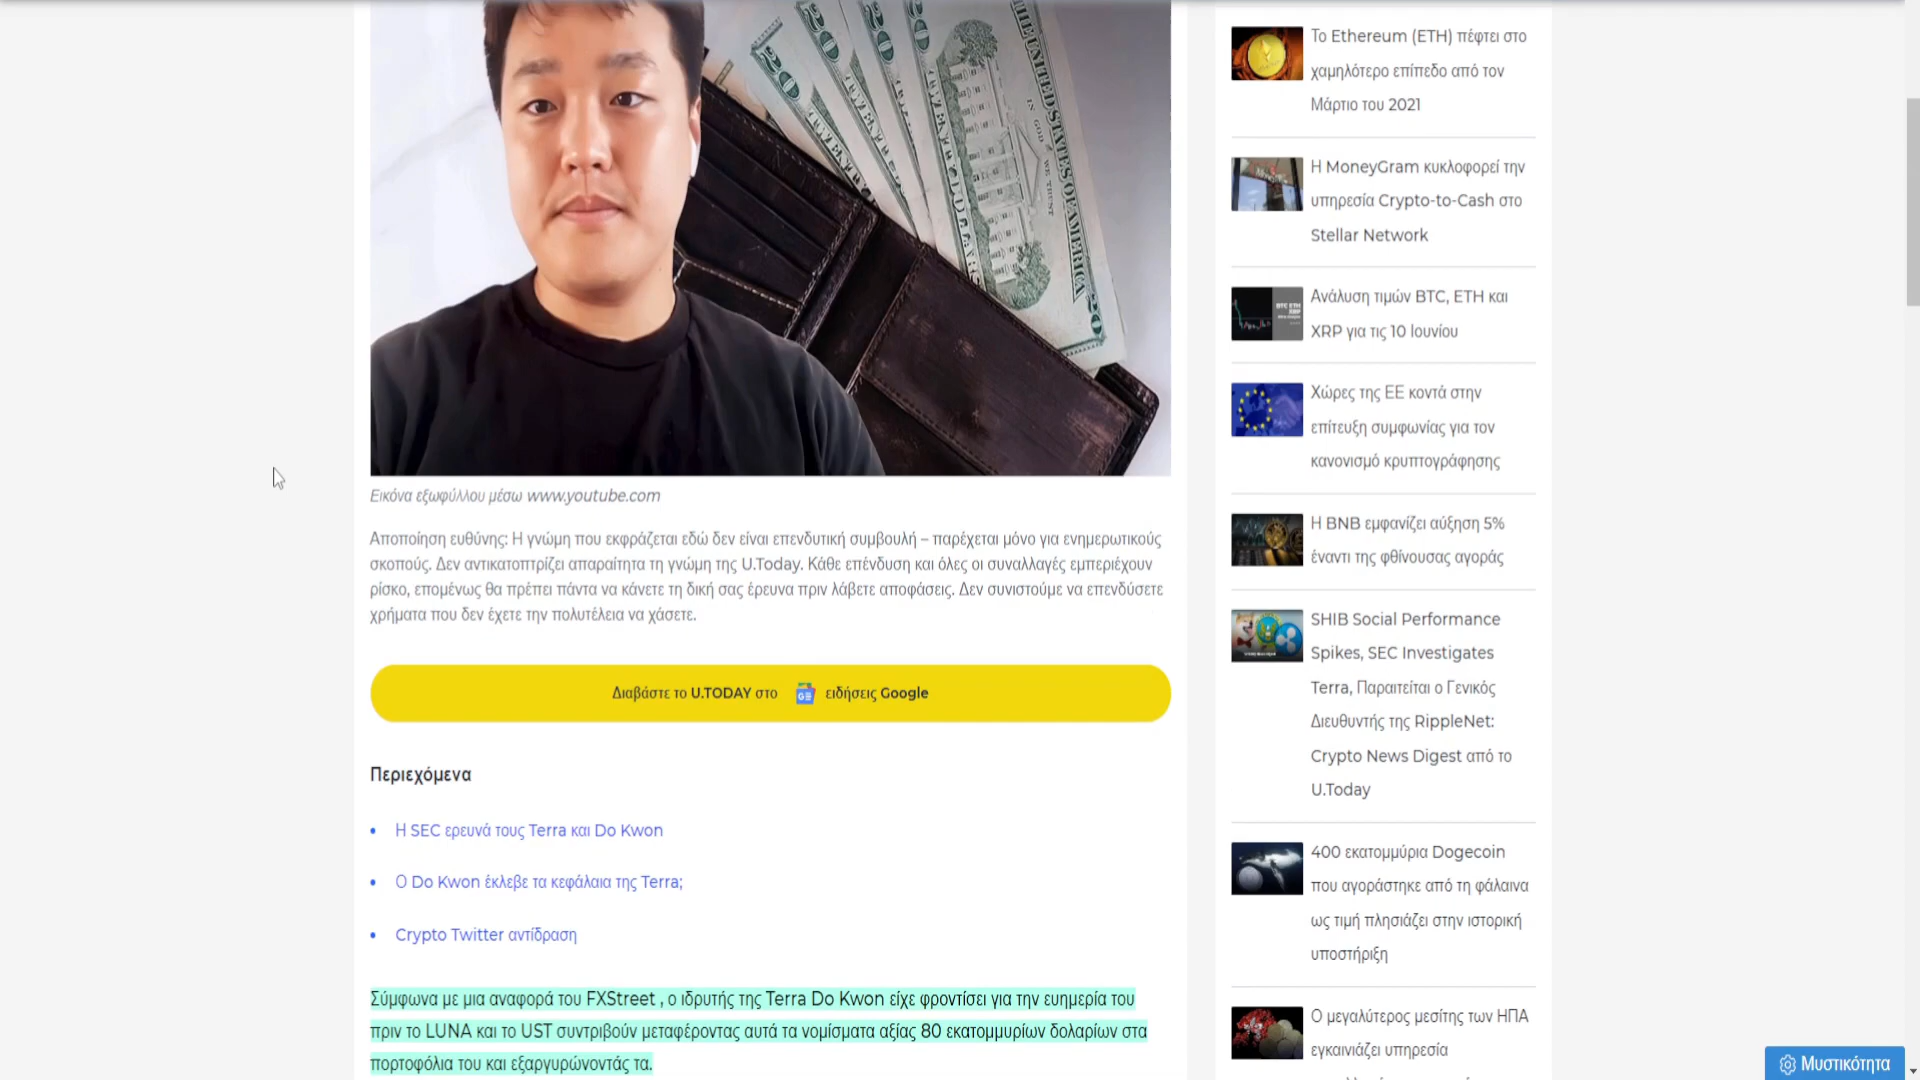 Εικόνα εξωφύλλου μέσω www.youtube.com
Αποποίηση ευθύνης: Η γνώμη που εκφράζεται εδώ δεν είναι επενδυτική συμβουλή – παρέχεται μόνο για ενημερωτικούς
σκοπούς. Δεν αντικατοπτρίζει απαραίτητα τη γνώμη της U.Today. Κάθε επένδυση και όλες οι συναλλαγές εμπεριέχουν
ρίσκο, επομένως θα πρέπει πάντα να κάνετε τη δική σας έρευνα πριν λάβετε αποφάσεις. Δεν συνιστούμε να επενδύσετε
χρήματα που δεν έχετε την πολυτέλεια να χάσετε.
Διαβάστε το U.TODAY στο ειδήσεις Google
Περιεχόμενα
• Η SEC ερευνά τους Terra και Do Kwon
• Ο Do Kwon έκλεβε τα κεφάλαια της Terra;
• Crypto Twitter αντίδραση
Σύμφωνα με μια αναφορά του FXStreet , ο ιδρυτής της Terra Do Kwon είχε φροντίσει για την ευημερία του
πριν το LUNA και το UST συντριβούν μεταφέροντας αυτά τα νομίσματα αξίας 80 εκατομμυρίων δολαρίων στα
πορτοφόλια του και εξαργυρώνοντάς τα.
Το Ethereum (ETH) πέφτει στο
χαμηλότερο επίπεδο από τον
Μάρτιο του 2021
Η MoneyGram κυκλοφορεί την
υπηρεσία Crypto-to-Cash στο
Stellar Network
Ανάλυση τιμών BTC, ETH και
XRP για τις 10 Ιουνίου
Χώρες της ΕΕ κοντά στην
επίτευξη συμφωνίας για τον
κανονισμό κρυπτογράφησης
Η BNB εμφανίζει αύξηση 5%
έναντι της φθίνουσας αγοράς
SHIB Social Performance
Spikes, SEC Investigates
Terra, Παραιτείται ο Γενικός
Διευθυντής της RippleNet:
Crypto News Digest από το
U.Today
400 εκατομμύρια Dogecoin
που αγοράστηκε από τη φάλαινα
ως τιμή πλησιάζει στην ιστορική
υποστήριξη
Ο μεγαλύτερος μεσίτης των ΗΠΑ
εγκαινιάζει υπηρεσία
Μυστικότητα